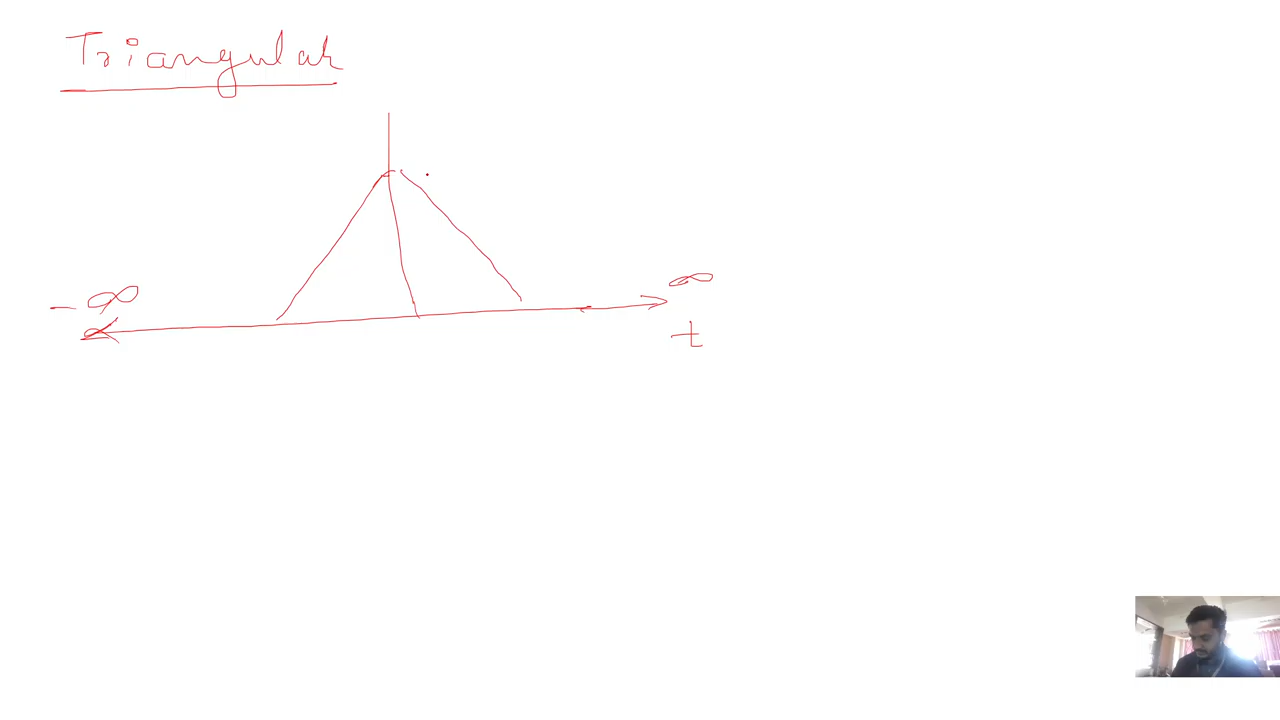 Triangular
- ∞
∞
t